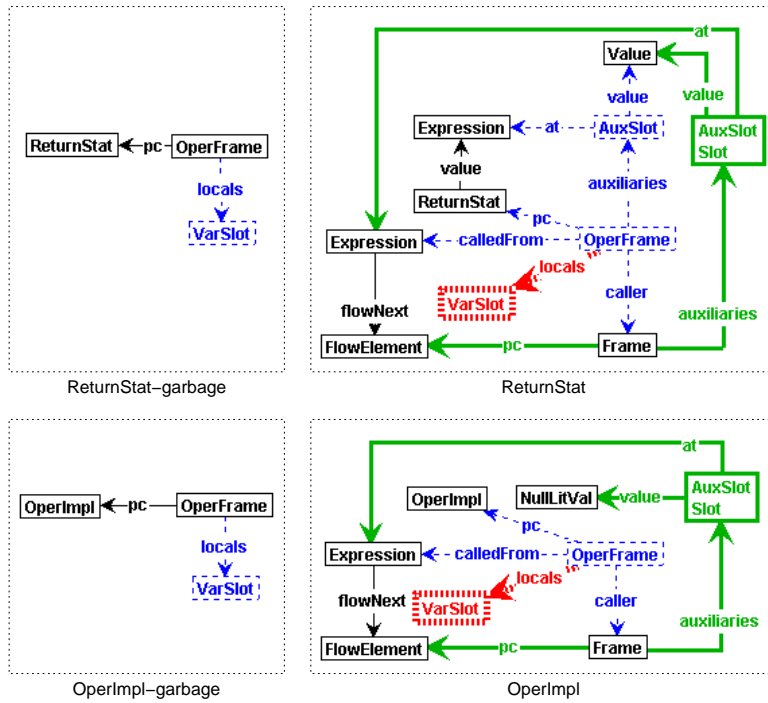 ReturnStat
pc
OperFrame
locals
VarSlot
ReturnStat–garbage
at
Value
value
value
Expression
at
AuxSlot
AuxSlot
Slot
value
auxiliaries
ReturnStat
pc
Expression
calledFrom
OperFrame
locals
VarSlot
caller
flowNext
auxiliaries
FlowElement
pc
Frame
ReturnStat
OperImpl
pc
OperFrame
locals
VarSlot
OperImpl–garbage
at
OperImpl
NullLitVal
value
AuxSlot
Slot
pc
Expression
calledFrom
OperFrame
locals
flowNext
VarSlot
caller
auxiliaries
FlowElement
pc
Frame
OperImpl